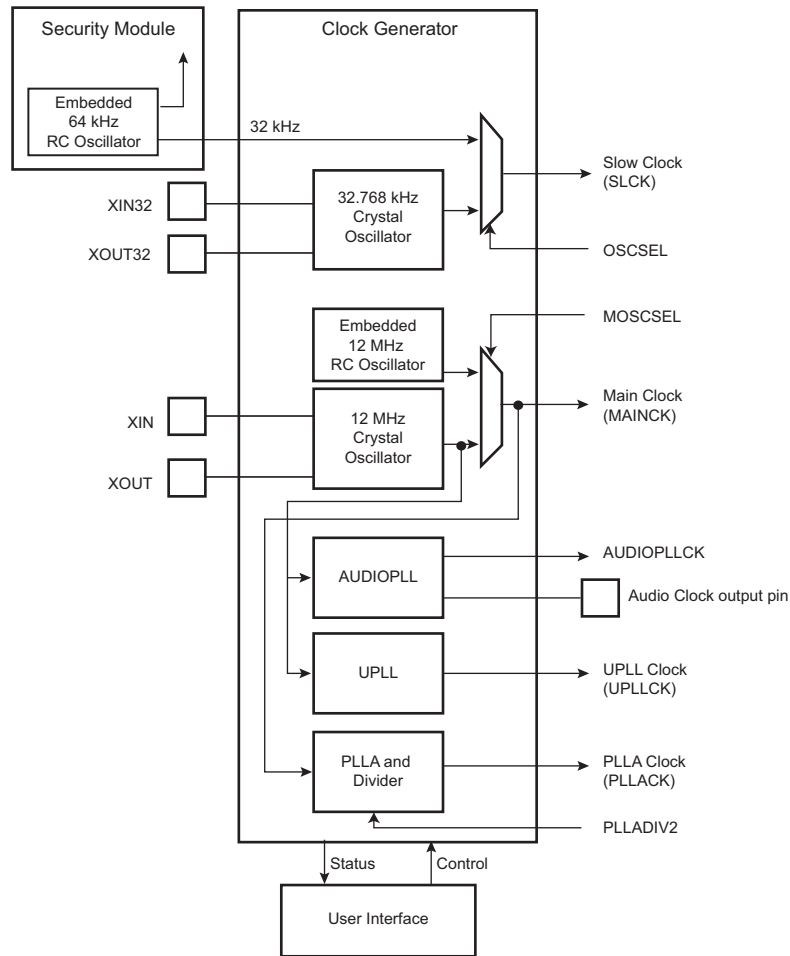 Security Module
Clock Generator
Embedded
64 kHz
RC Oscillator
32 kHz
Slow Clock
(SLCK)
XIN32
32.768 kHz
Crystal
Oscillator
XOUT32
OSCSEL
MOSCSEL
Embedded
12 MHz
RC Oscillator
Main Clock
(MAINCK)
XIN
12 MHz
Crystal
Oscillator
XOUT
AUDIOPLL
AUDIOPLLCK
Audio Clock output pin
UPLL
UPLL Clock
(UPLLCK)
PLLA and
Divider
PLLA Clock
(PLLACK)
PLLADIV2
Status
Control
User Interface